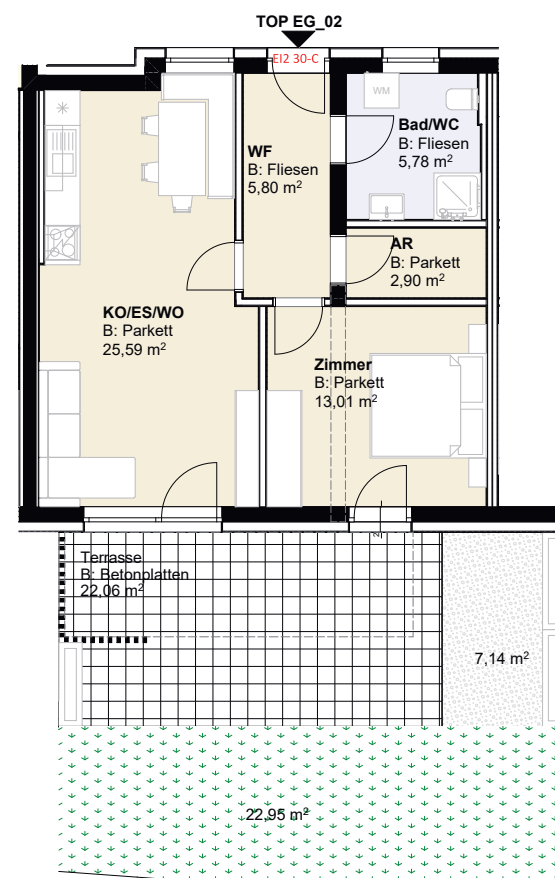 TOP EG_02
EI2 30-C
WM
Bad/WC
B: Fliesen
5,78 m²
WF
B: Fliesen
5,80 m²
AR
B: Parkett
2,90 m²
KO/ES/WO
B: Parkett
25,59 m²
Zimmer
B: Parkett
13,01 m²
2
Terrasse
B: Betonplatten
22,06 m²
7,14 m²
22,95 m²